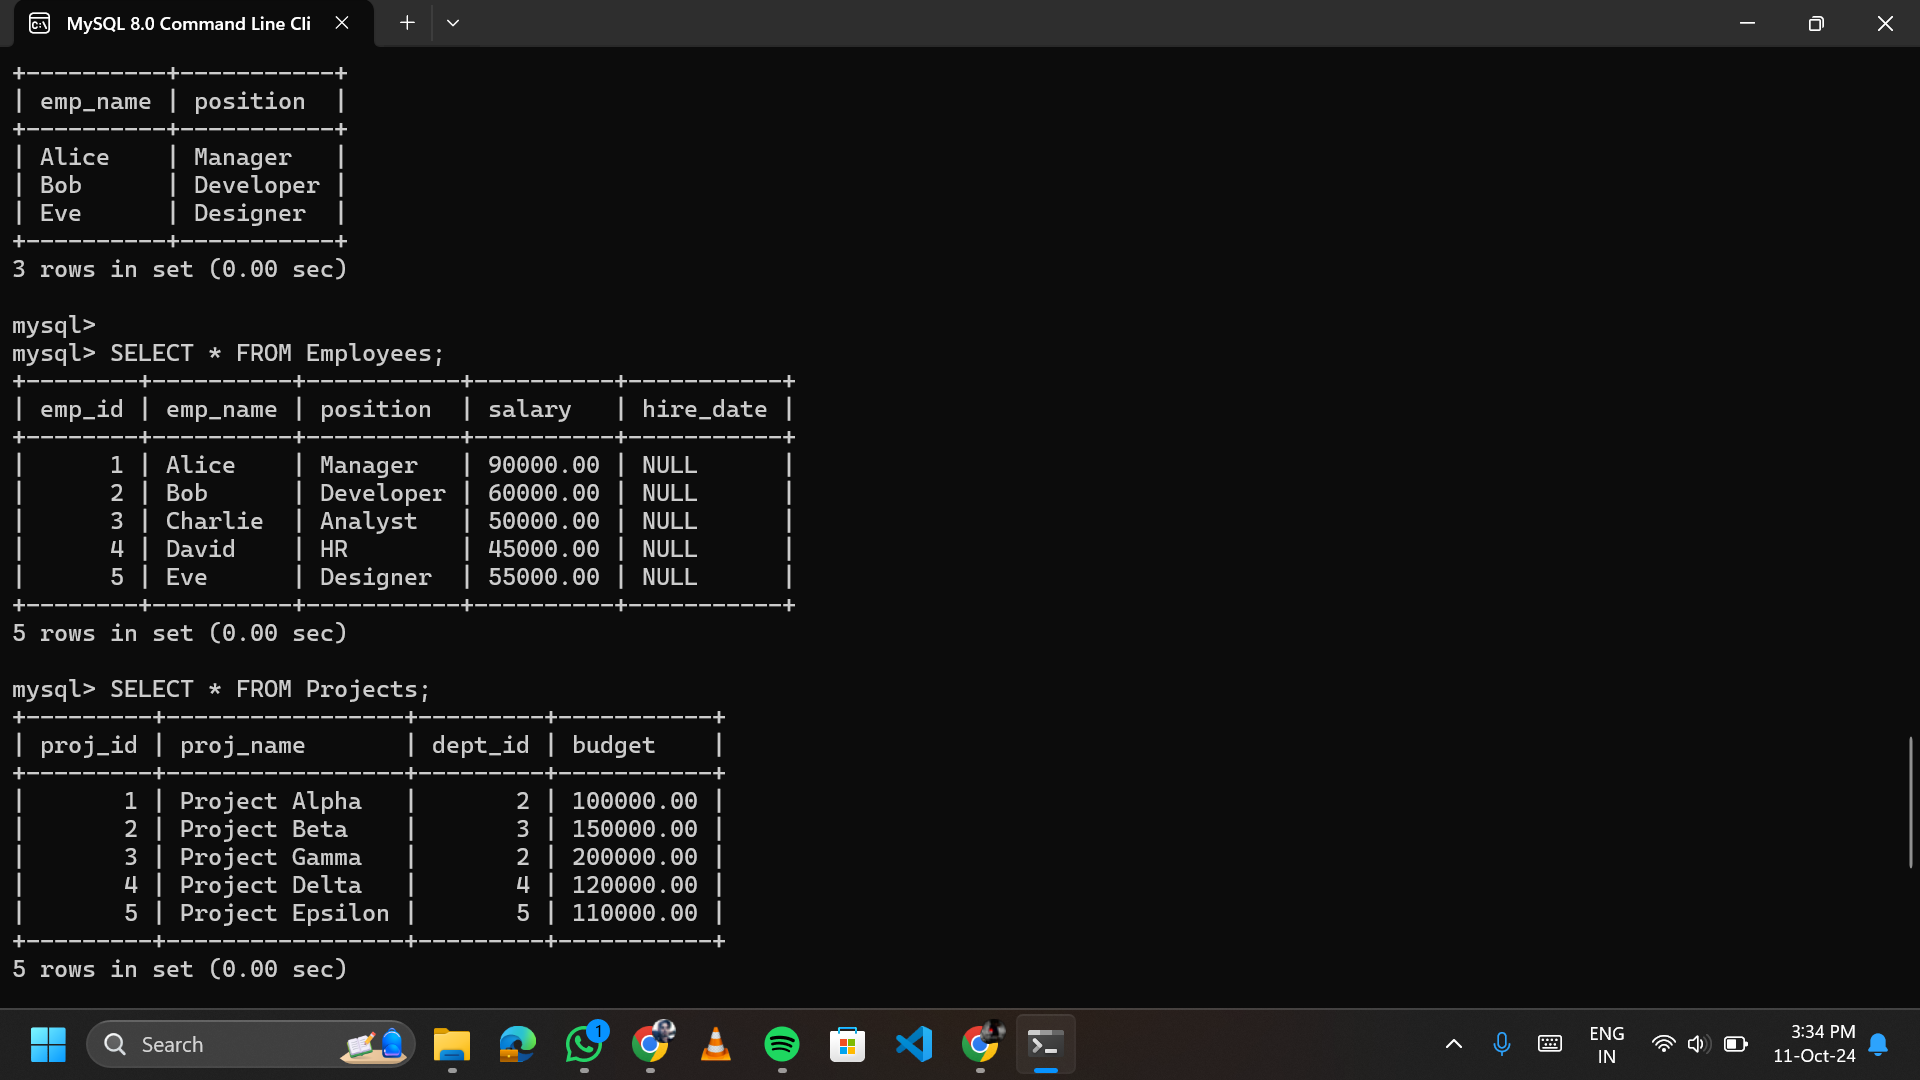 MySQL 8.0 Command Line Cli
+----------+-----------+
| emp_name | position  |
+----------+-----------+
| Alice    | Manager   |
| Bob      | Developer |
| Eve      | Designer  |
+----------+-----------+
3 rows in set (0.00 sec)
mysql>
mysql> SELECT * FROM Employees;
+--------+----------+-----------+----------+-----------+
| emp_id | emp_name | position  | salary   | hire_date |
+--------+----------+-----------+----------+-----------+
|      1 | Alice    | Manager   | 90000.00 | NULL      |
|      2 | Bob      | Developer | 60000.00 | NULL      |
|      3 | Charlie  | Analyst   | 50000.00 | NULL      |
|      4 | David    | HR        | 45000.00 | NULL      |
|      5 | Eve      | Designer  | 55000.00 | NULL      |
+--------+----------+-----------+----------+-----------+
5 rows in set (0.00 sec)
mysql> SELECT * FROM Projects;
+---------+-----------------+---------+-----------+
| proj_id | proj_name       | dept_id | budget    |
+---------+-----------------+---------+-----------+
|       1 | Project Alpha   |       2 | 100000.00 |
|       2 | Project Beta    |       3 | 150000.00 |
|       3 | Project Gamma   |       2 | 200000.00 |
|       4 | Project Delta   |       4 | 120000.00 |
|       5 | Project Epsilon |       5 | 110000.00 |
+---------+-----------------+---------+-----------+
5 rows in set (0.00 sec)
Search
1
ENG
IN
3:34 PM
11-Oct-24